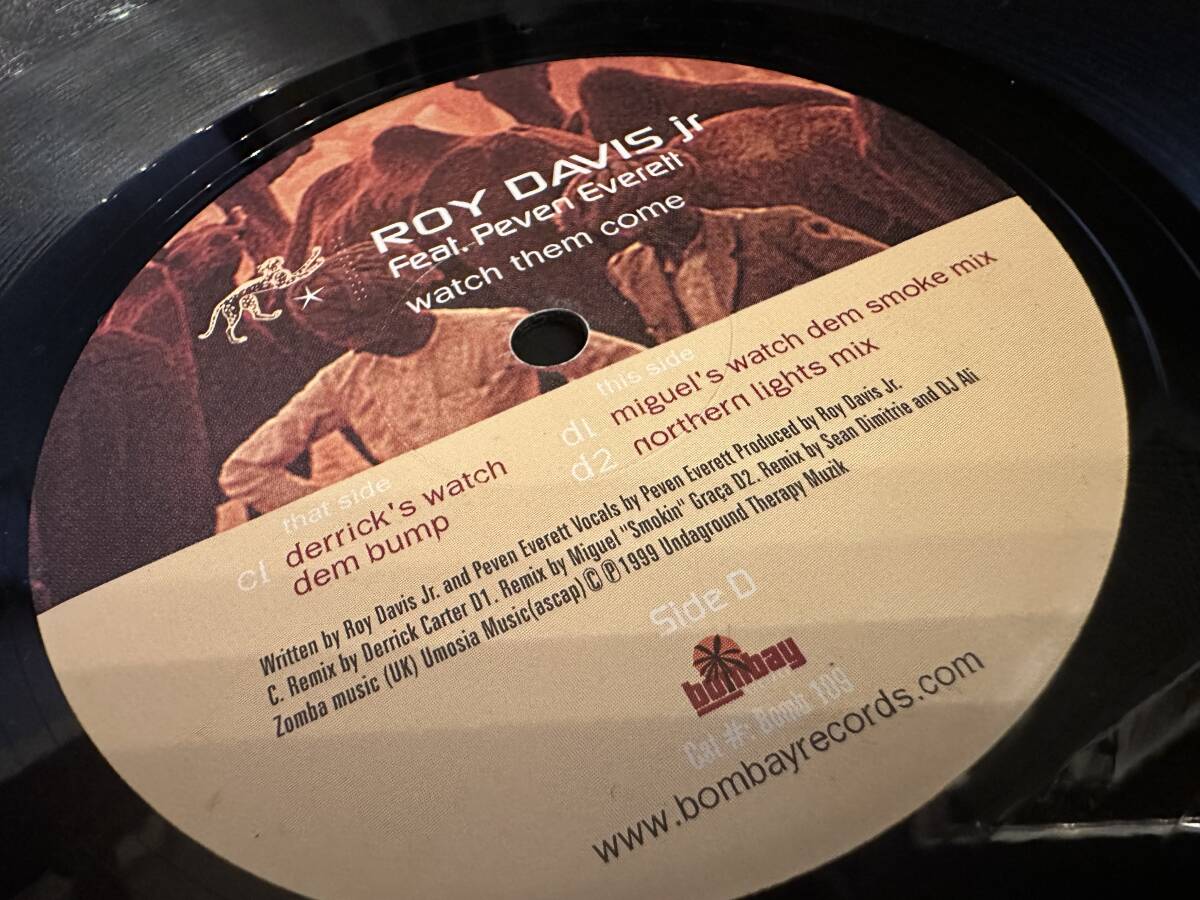 ROY DAVIS jr
Feat. Peven Everett
watch them come
this side
d1 miguel's watch dem smoke mix
d2 northern lights mix
that side
c1 derrick's watch
dem bump
Written by Roy Davis Jr. and Peven Everett Vocals by Peven Everett Produced by Roy Davis Jr.
C. Remix by Derrick Carter D1. Remix by Miguel "Smokin" Graça D2. Remix by Sean Dimitrie and DJ Ali
Zomba music (UK) Umosia Music(ascap)©℗1999 Undaground Therapy Muzik
Side D
bombay
Cat #: Bomb 109
www.bombayrecords.com